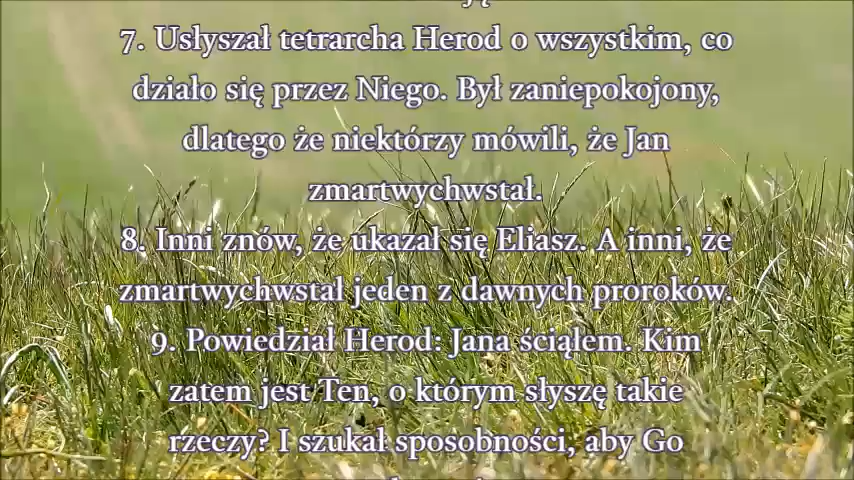 7. Usłyszał tetrarcha Herod o wszystkim, co
działo się przez Niego. Był zaniepokojony,
dlatego że niektórzy mówili, że Jan
zmartwychwstał.
8. Inni znów, że ukazał się Eliasz. A inni, że
zmartwychwstał jeden z dawnych proroków.
9. Powiedział Herod: Jana ściąłem. Kim
zatem jest Ten, o którym słyszę takie
rzeczy? I szukał sposobności, aby Go